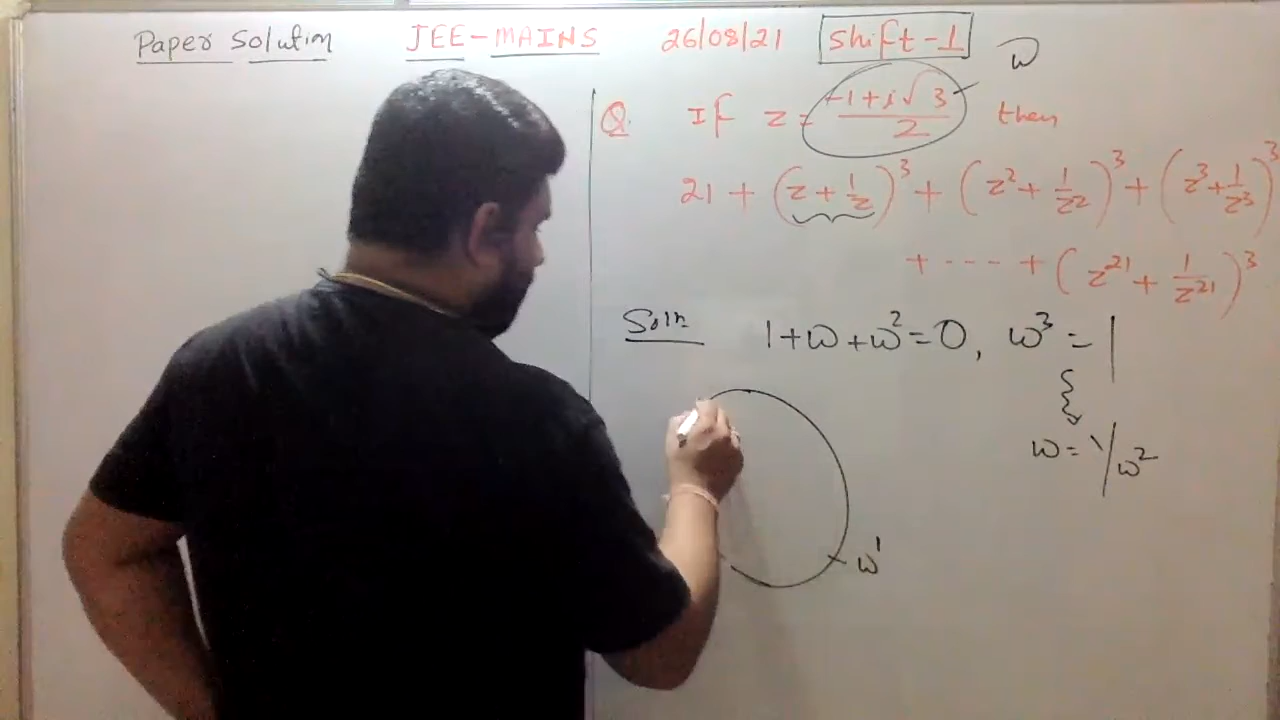 Paper Solution JEE-MAINS 26/08/21 Shift-1
ω
Q. If z = (-1+i√3)/2 then
21 + (z + 1/z)³ + (z² + 1/z²)³ + (z³ + 1/z³)³
+ ---- + (z²¹ + 1/z²¹)³
Soln 1+ω+ω²=0, ω³ = 1
ω = 1/ω²
ω¹